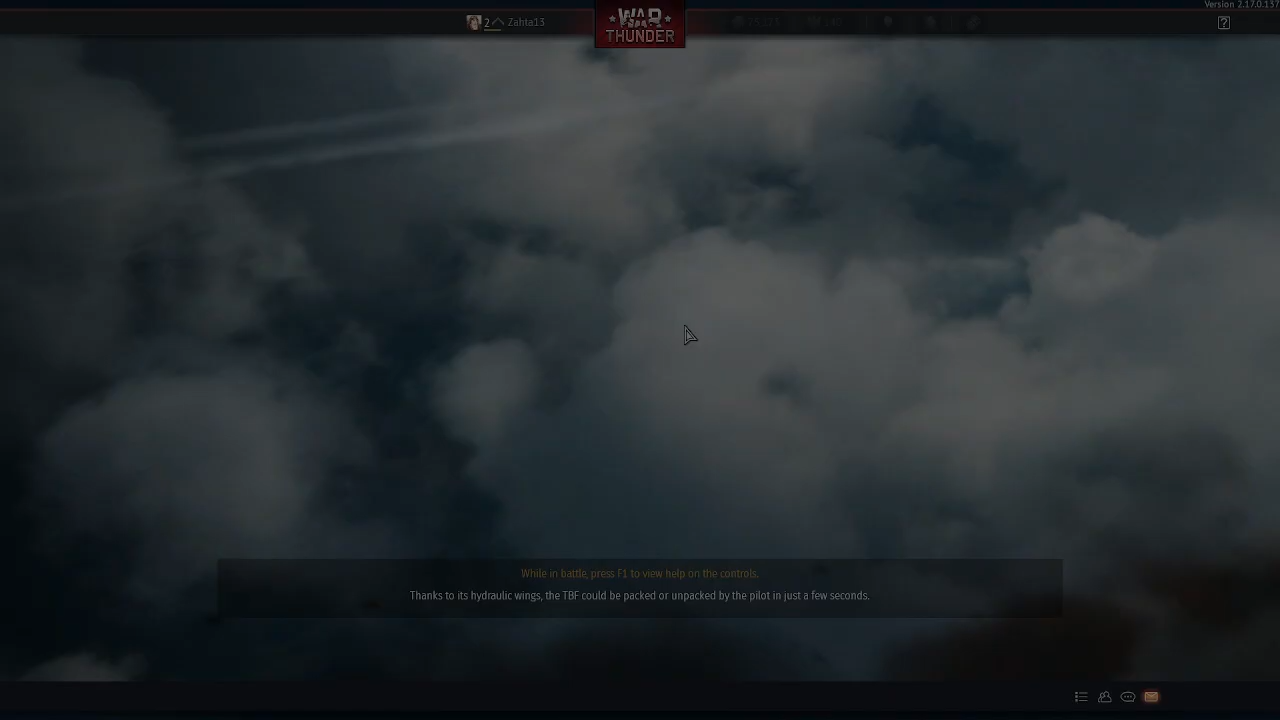 Version 2.17.0.137
2 Zahta13
WAR
THUNDER
While in battle, press F1 to view help on the controls.
Thanks to its hydraulic wings, the TBF could be packed or unpacked by the pilot in just a few seconds.